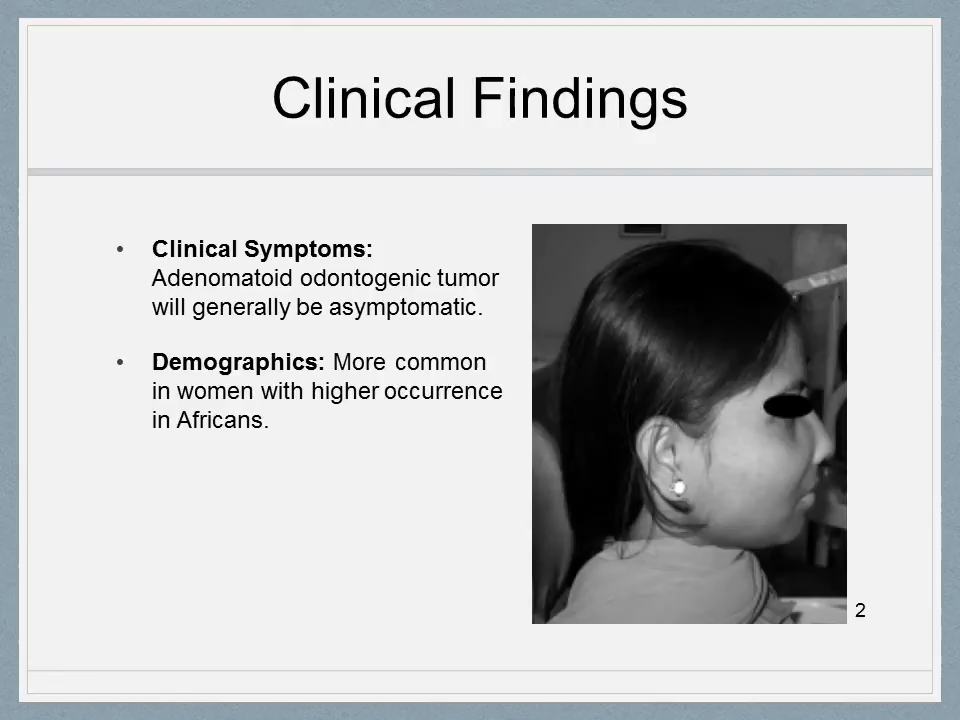 Clinical Findings
• Clinical Symptoms:
Adenomatoid odontogenic tumor
will generally be asymptomatic.
• Demographics: More common
in women with higher occurrence
in Africans.
2